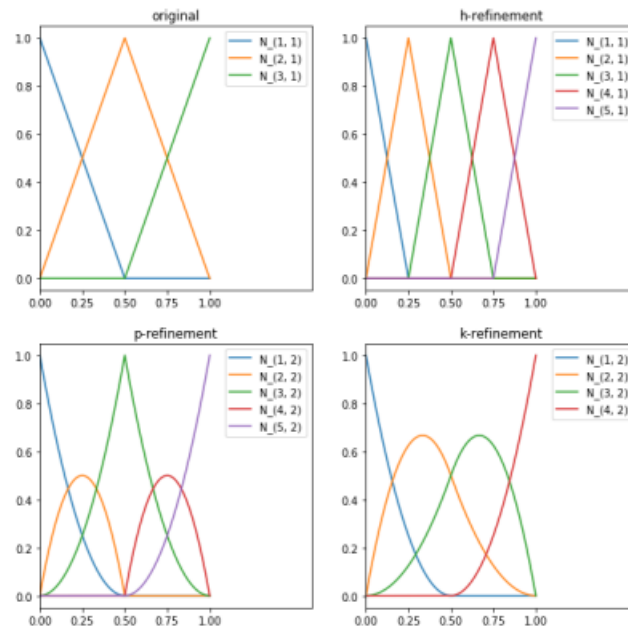 original
1.0
0.8
0.6
0.4
0.2
0.0
0.00 0.25 0.50 0.75 1.00
N_(1, 1)
N_(2, 1)
N_(3, 1)
h-refinement
1.0
0.8
0.6
0.4
0.2
0.0
0.00 0.25 0.50 0.75 1.00
N_(1, 1)
N_(2, 1)
N_(3, 1)
N_(4, 1)
N_(5, 1)
p-refinement
1.0
0.8
0.6
0.4
0.2
0.0
0.00 0.25 0.50 0.75 1.00
N_(1, 2)
N_(2, 2)
N_(3, 2)
N_(4, 2)
N_(5, 2)
k-refinement
1.0
0.8
0.6
0.4
0.2
0.0
0.00 0.25 0.50 0.75 1.00
N_(1, 2)
N_(2, 2)
N_(3, 2)
N_(4, 2)